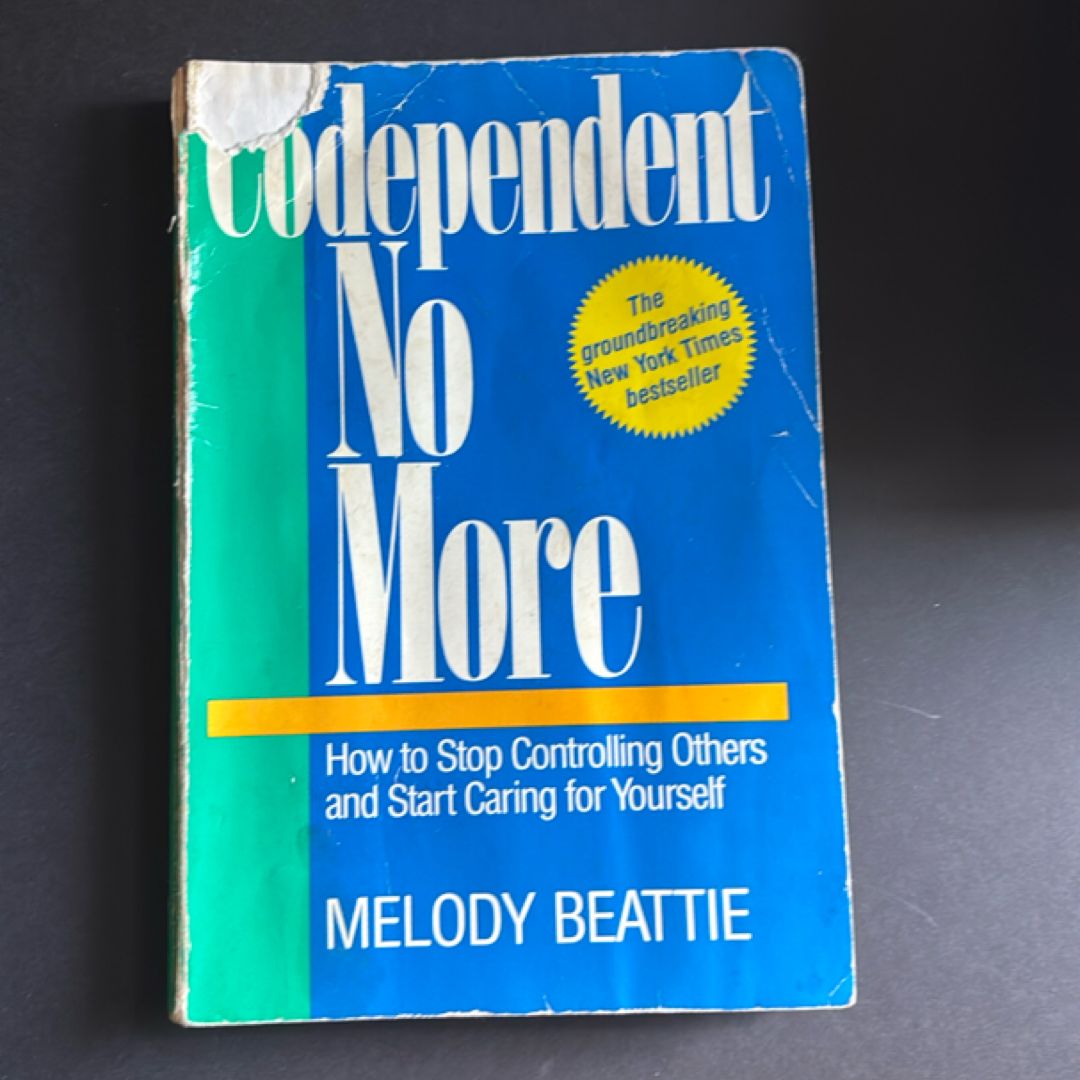 Codependent
No
More
The
groundbreaking
New York Times
bestseller
How to Stop Controlling Others
and Start Caring for Yourself
MELODY BEATTIE